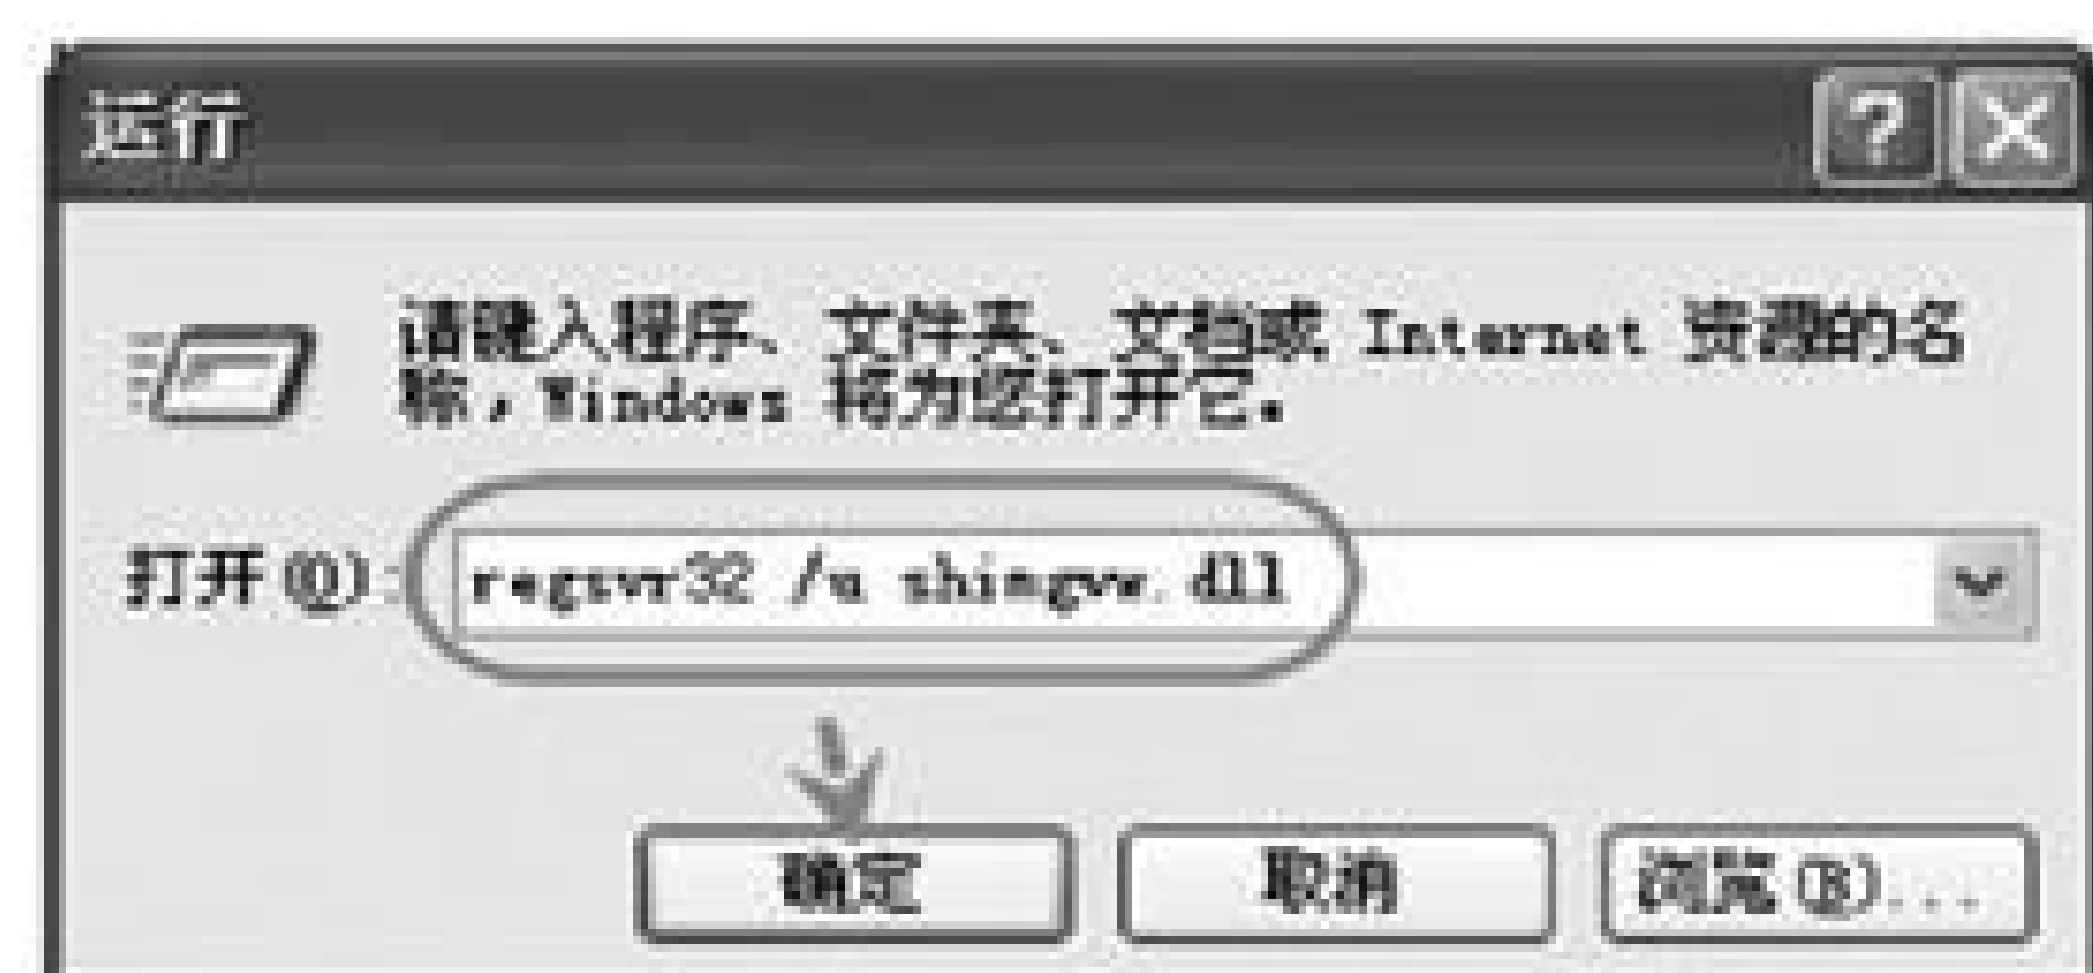 运行
请键入程序、文件夹、文档或 Internet 资源的名
称，Windows 将为您打开它。
打开(O): regsvr32 /u shimgvw.dll
确定 取消 浏览(B)...